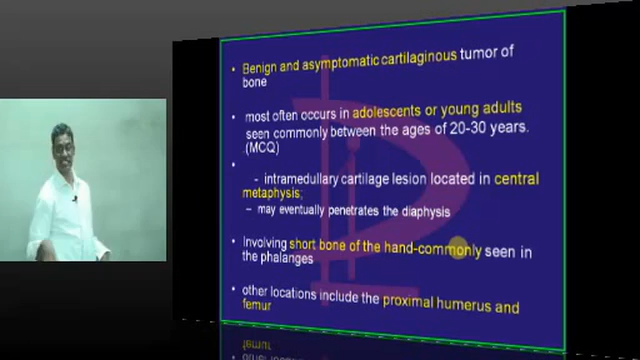 • Benign and asymptomatic cartilaginous tumor of
bone
• most often occurs in adolescents or young adults
seen commonly between the ages of 20-30 years.
.(MCQ)
•
- intramedullary cartilage lesion located in central
metaphysis;
– may eventually penetrates the diaphysis
• Involving short bone of the hand-commonly seen in
the phalanges
• other locations include the proximal humerus and
femur